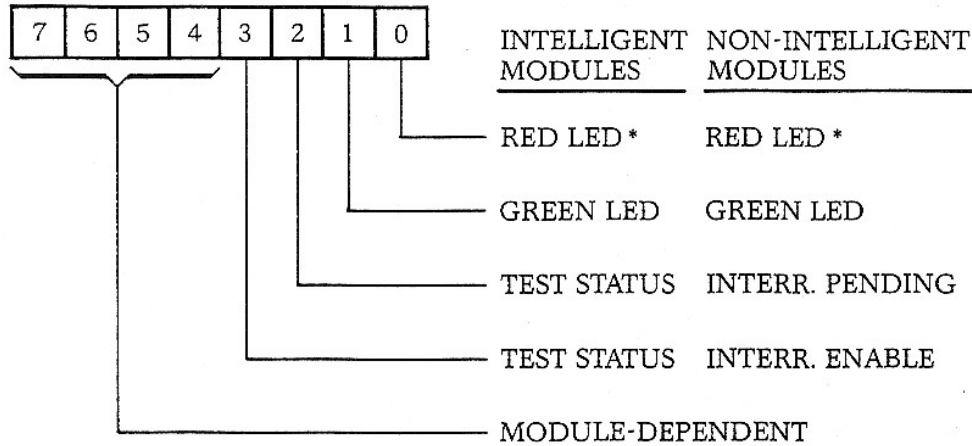 7 6 5 4 3 2 1 0
INTELLIGENT NON-INTELLIGENT
MODULES MODULES
RED LED* RED LED*
GREEN LED GREEN LED
TEST STATUS INTERR. PENDING
TEST STATUS INTERR. ENABLE
MODULE-DEPENDENT